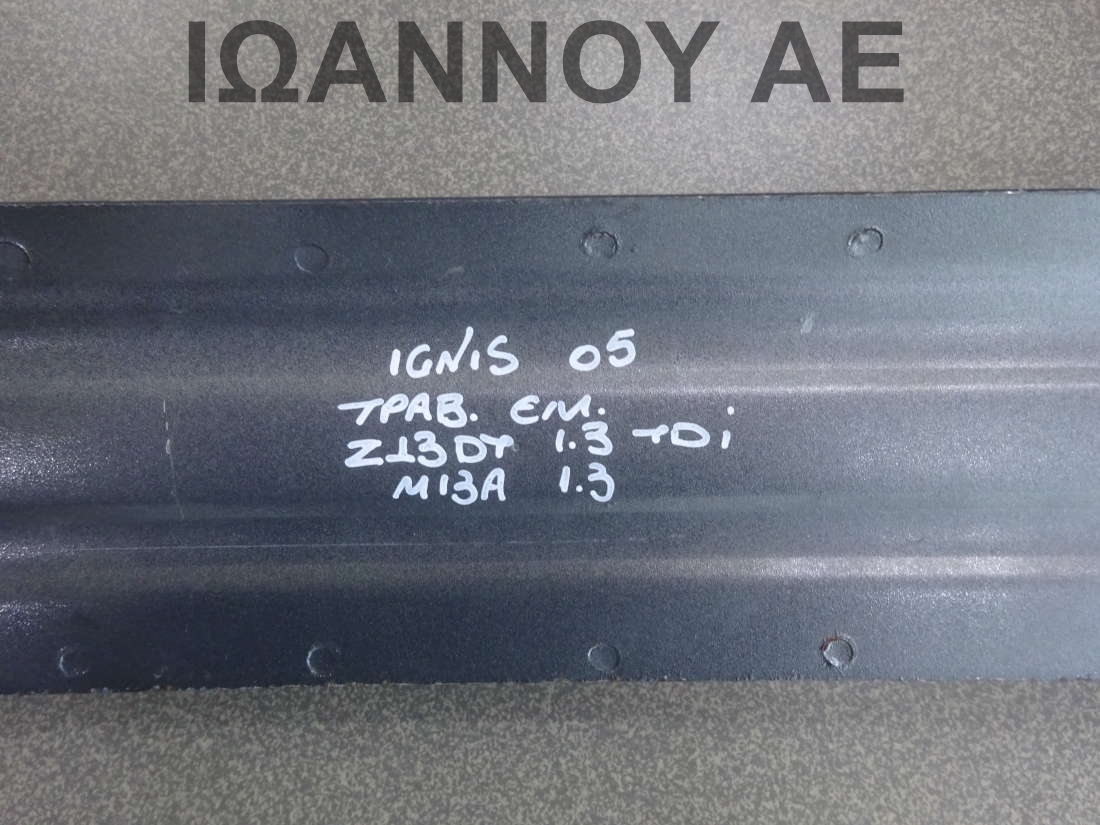 ΙΩΑΝΝΟΥ ΑΕ
IGNIS 05
ΤΡΑΒ. ΕΜ.
Z13DT 1.3 TDi
M13A 1.3